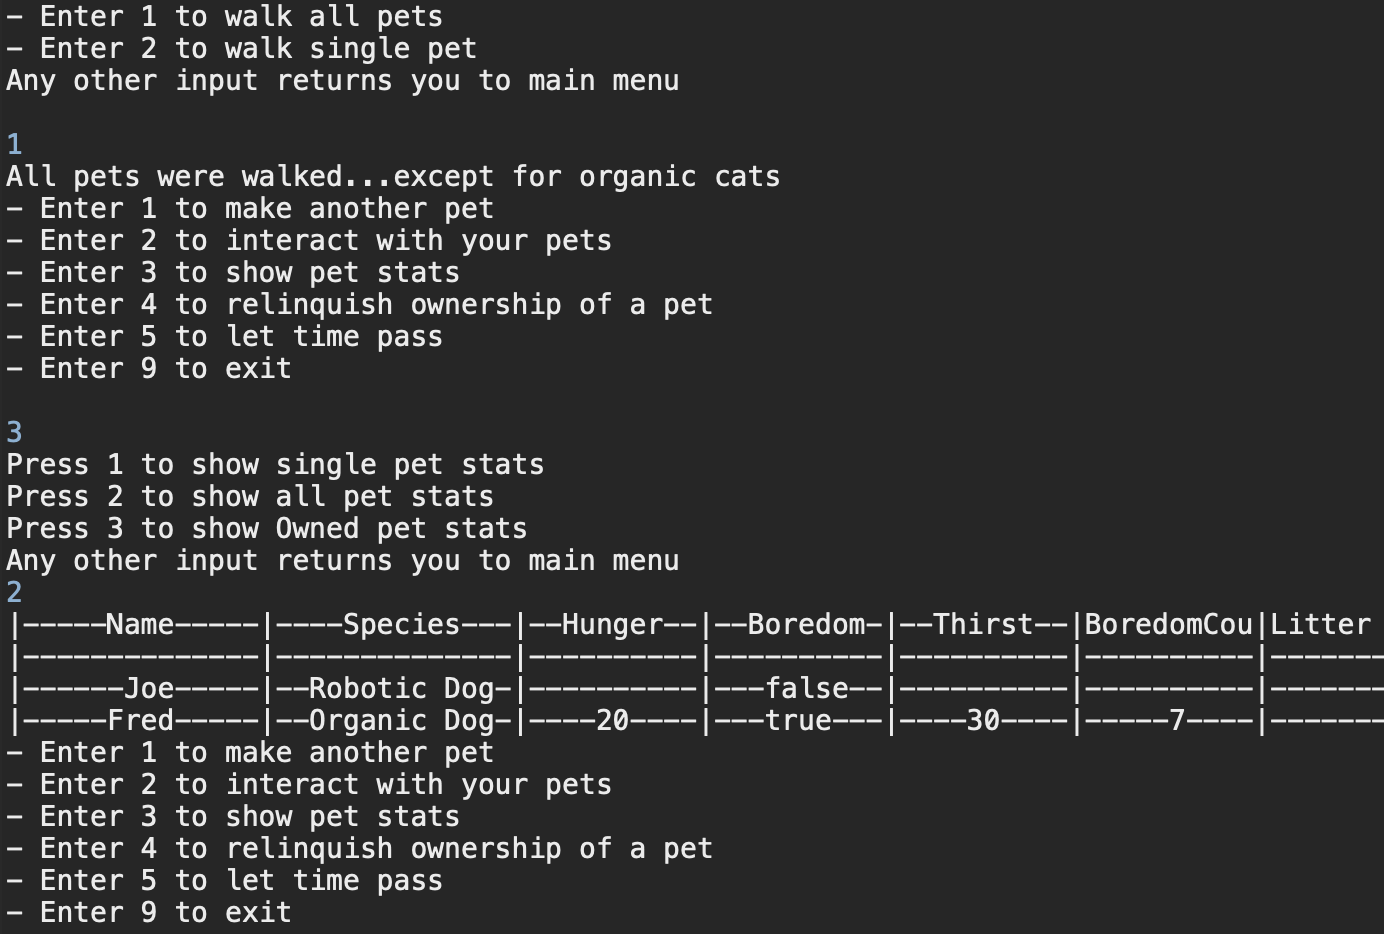 – Enter 1 to walk all pets
– Enter 2 to walk single pet
Any other input returns you to main menu
1
All pets were walked...except for organic cats
– Enter 1 to make another pet
– Enter 2 to interact with your pets
– Enter 3 to show pet stats
– Enter 4 to relinquish ownership of a pet
– Enter 5 to let time pass
– Enter 9 to exit
3
Press 1 to show single pet stats
Press 2 to show all pet stats
Press 3 to show Owned pet stats
Any other input returns you to main menu
2
|–––––Name–––––|––––Species–––|––Hunger––|––Boredom–|––Thirst––|BoredomCou|Litter
|––––––––––––––|––––––––––––––|––––––––––|––––––––––|––––––––––|––––––––––|–––––––
|––––––Joe–––––|––Robotic Dog–|––––––––––|–––false––|––––––––––|––––––––––|–––––––
|–––––Fred–––––|––Organic Dog–|––––20––––|–––true–––|––––30––––|–––––7––––|–––––––
– Enter 1 to make another pet
– Enter 2 to interact with your pets
– Enter 3 to show pet stats
– Enter 4 to relinquish ownership of a pet
– Enter 5 to let time pass
– Enter 9 to exit